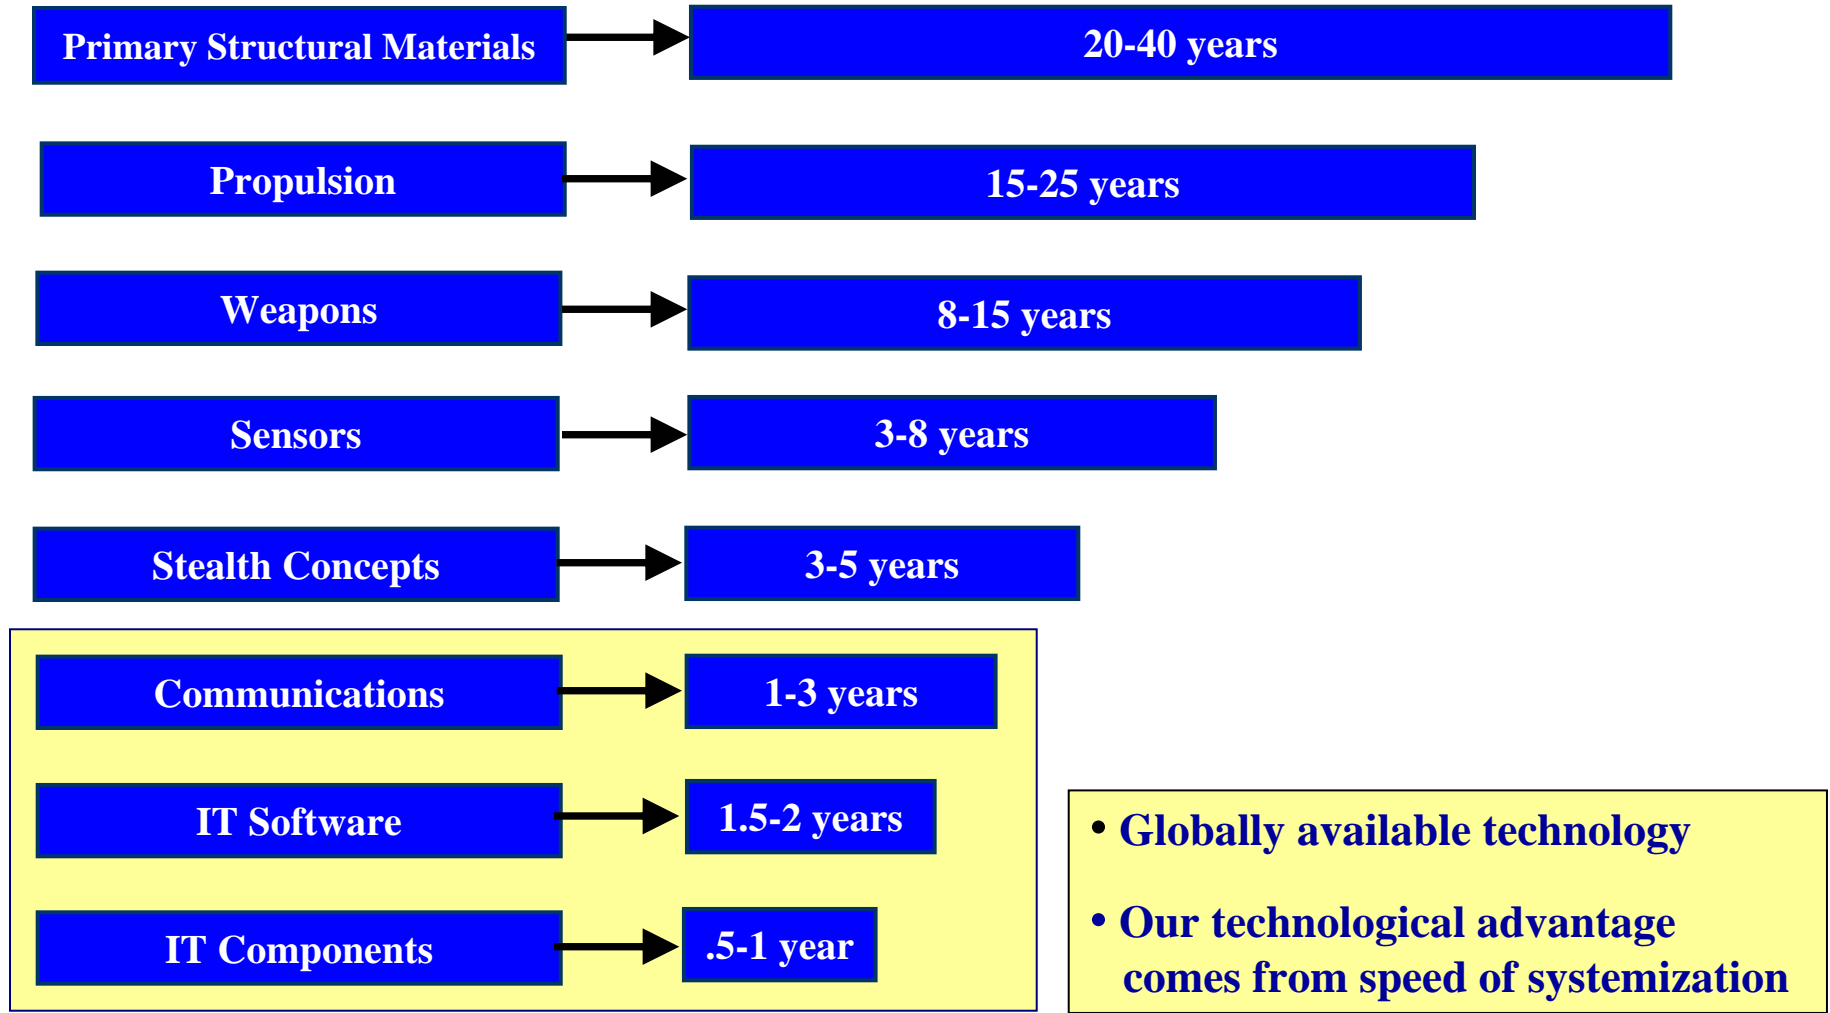 Primary Structural Materials
20-40 years
Propulsion
15-25 years
Weapons
8-15 years
Sensors
3-8 years
Stealth Concepts
3-5 years
Communications
1-3 years
IT Software
1.5-2 years
IT Components
.5-1 year
• Globally available technology
• Our technological advantage
comes from speed of systemization